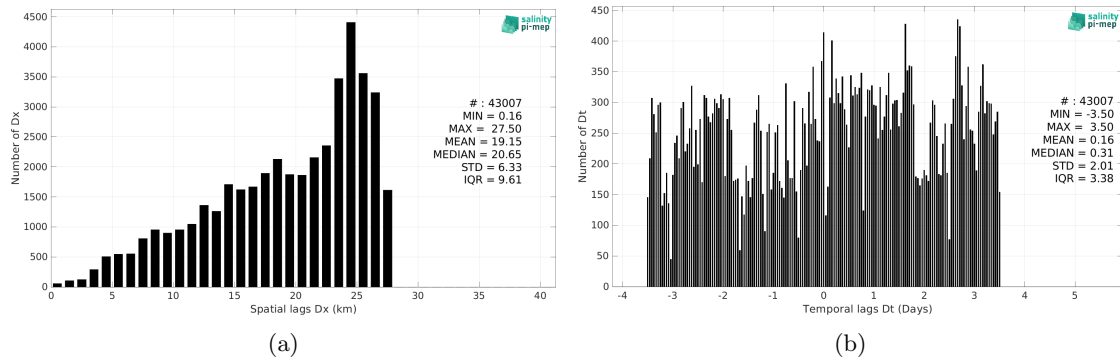 4500
4000
3500
3000
2500
2000
1500
1000
500
0
Number of Dx
0 5 10 15 20 25 30 35 40
Spatial lags Dx (km)
salinity
pi-mep
# : 43007
MIN = 0.16
MAX = 27.50
MEAN = 19.15
MEDIAN = 20.65
STD = 6.33
IQR = 9.61
(a)
450
400
350
300
250
200
150
100
50
0
Number of Dt
-4 -3 -2 -1 0 1 2 3 4 5
Temporal lags Dt (Days)
salinity
pi-mep
# : 43007
MIN = -3.50
MAX = 3.50
MEAN = 0.16
MEDIAN = 0.31
STD = 2.01
IQR = 3.38
(b)